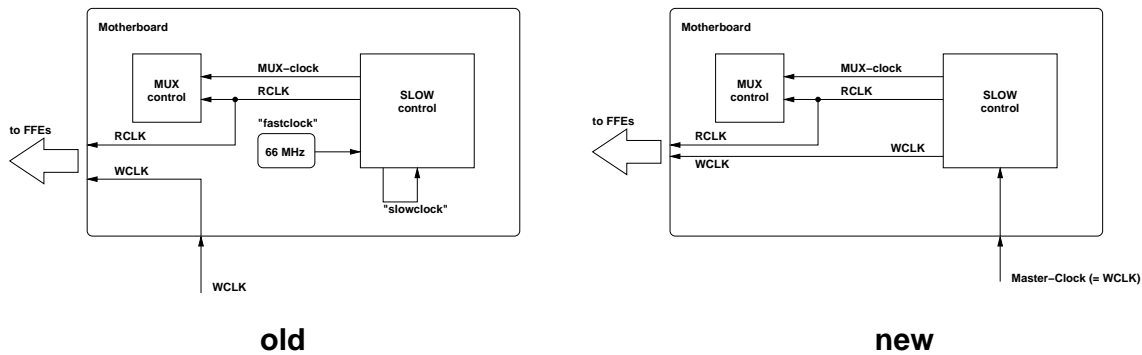 Motherboard
MUX
control
MUX-clock
RCLK
SLOW
control
"fastclock"
66 MHz
to FFEs
RCLK
WCLK
"slowclock"
WCLK
old
Motherboard
MUX
control
MUX-clock
RCLK
SLOW
control
to FFEs
RCLK
WCLK
WCLK
Master-Clock (= WCLK)
new